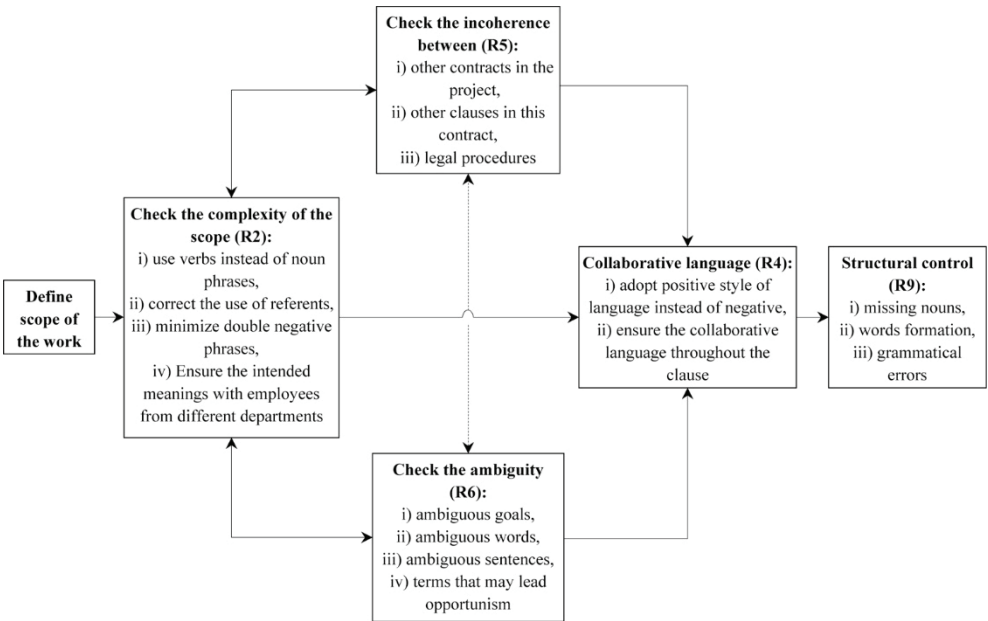 Define
scope of
the work
Check the complexity of the
scope (R2):
i) use verbs instead of noun
phrases,
ii) correct the use of referents,
iii) minimize double negative
phrases,
iv) Ensure the intended
meanings with employees
from different departments
Check the incoherence
between (R5):
i) other contracts in the
project,
ii) other clauses in this
contract,
iii) legal procedures
Check the ambiguity
(R6):
i) ambiguous goals,
ii) ambiguous words,
iii) ambiguous sentences,
iv) terms that may lead
opportunism
Collaborative language (R4):
i) adopt positive style of
language instead of negative,
ii) ensure the collaborative
language throughout the
clause
Structural control
(R9):
i) missing nouns,
ii) words formation,
iii) grammatical
errors